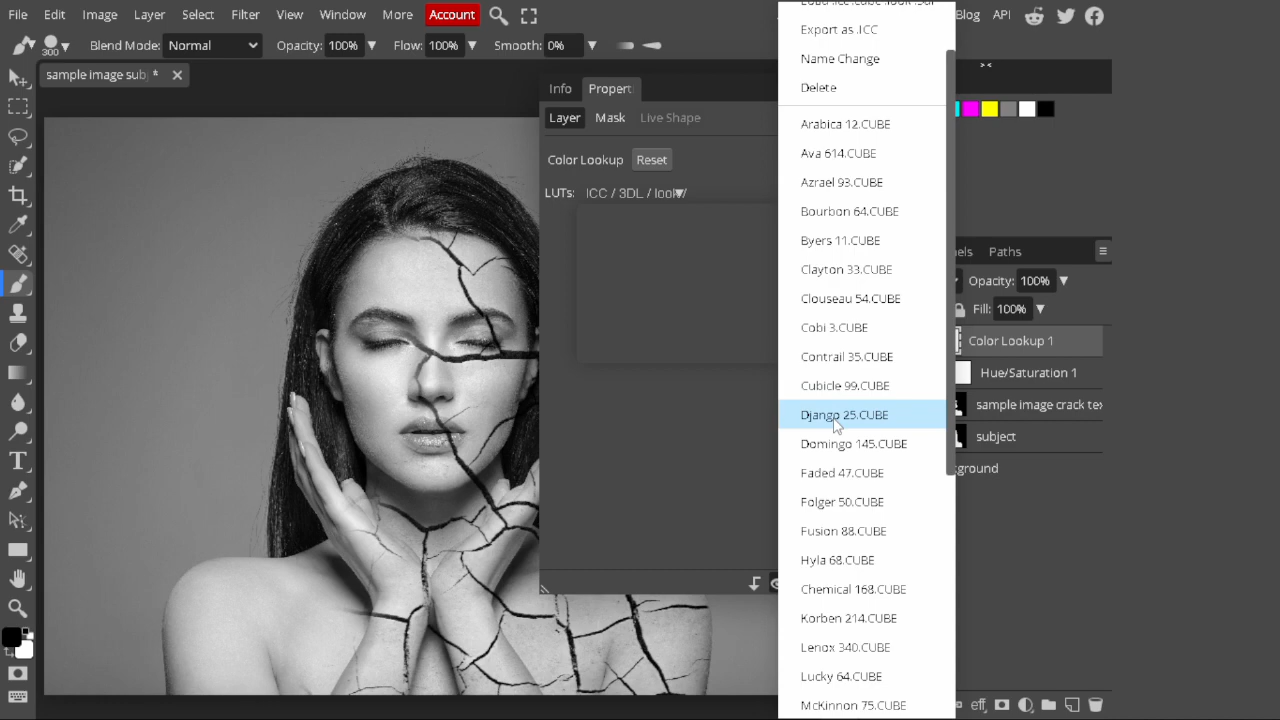 File
Edit
Filter
View
Window
More
Account
Blog
API
300
Blend Mode: Normal
Opacity: 100%
Flow: 100%
Smooth: 0%
sample image sub *
Info
Propert
Layer
Mask
Live Shape
Color Lookup
Reset
LUTs:
ICC / 3DL / look/
Export as .ICC
Name Change
Delete
Arabica 12.CUBE
Ava 614.CUBE
Azrael 93.CUBE
Bourbon 64.CUBE
Byers 11.CUBE
Clayton 33.CUBE
Clouseau 54.CUBE
Cobi 3.CUBE
Contrail 35.CUBE
Cubicle 99.CUBE
Django 25.CUBE
Domingo 145.CUBE
Faded 47.CUBE
Folger 50.CUBE
Fusion 88.CUBE
Hyla 68.CUBE
Chemical 168.CUBE
Korben 214.CUBE
Lenox 340.CUBE
Lucky 64.CUBE
McKinnon 75.CUBE
> <
nels
Paths
Opacity: 100%
Fill: 100%
Color Lookup 1
Hue/Saturation 1
sample image crack tex
subject
kground
eff